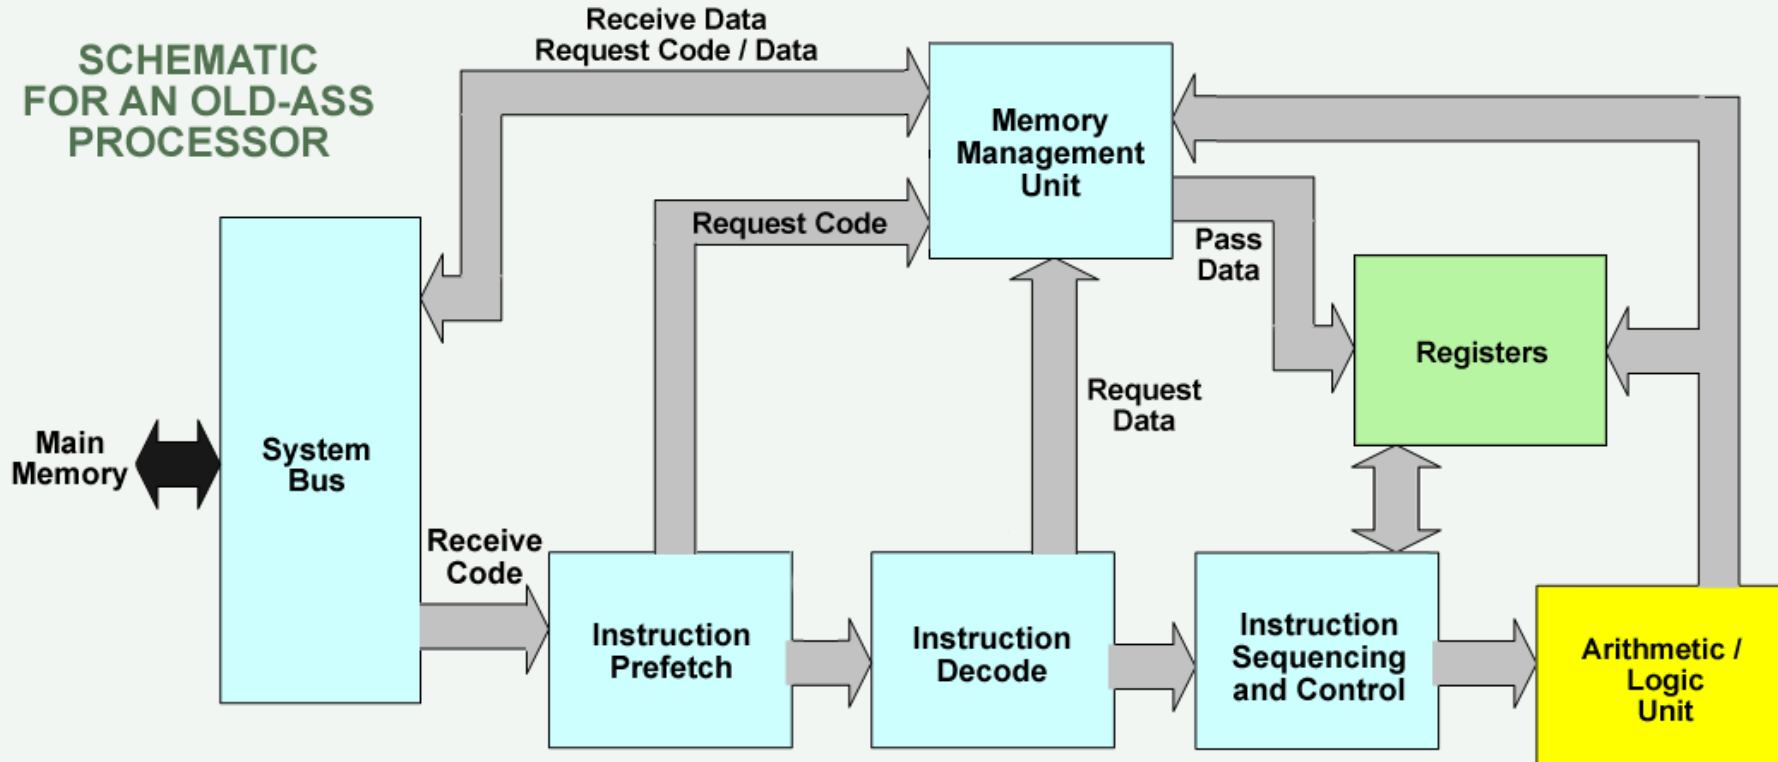 SCHEMATIC
FOR AN OLD-ASS
PROCESSOR
Receive Data
Request Code / Data
Memory
Management
Unit
Request Code
Pass
Data
Registers
Request
Data
Main
Memory
System
Bus
Receive
Code
Instruction
Prefetch
Instruction
Decode
Instruction
Sequencing
and Control
Arithmetic /
Logic
Unit